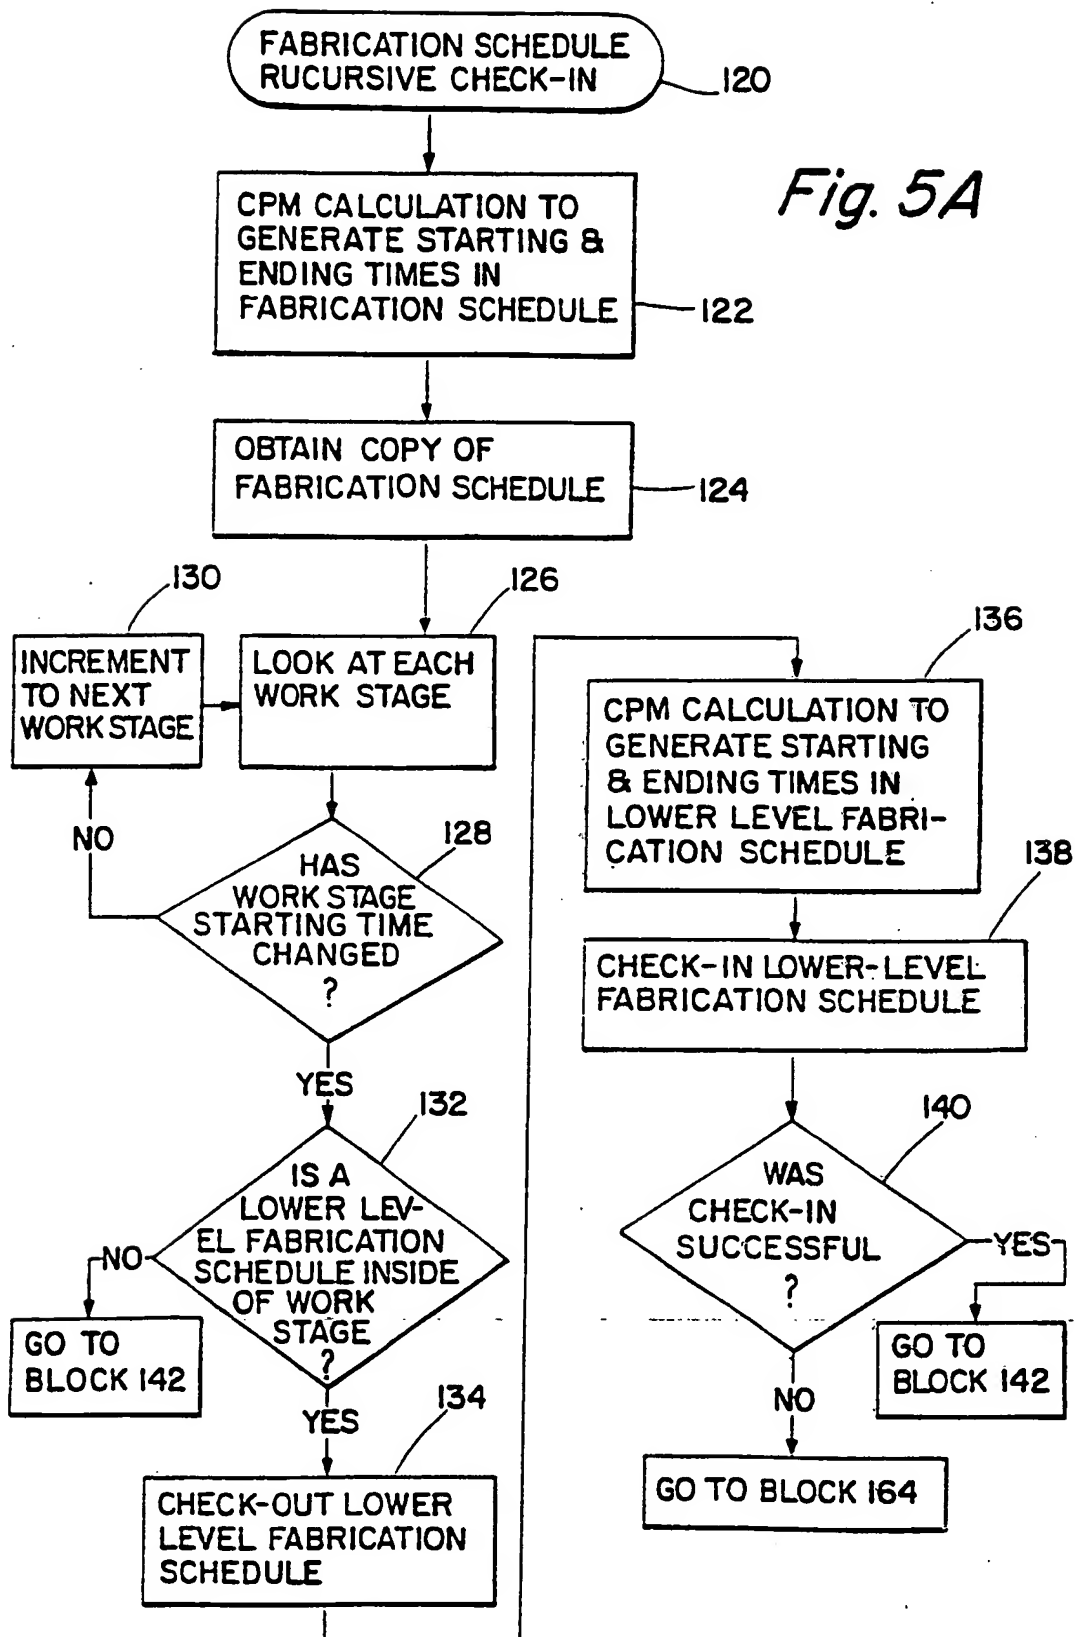 FABRICATION SCHEDULE
RUCURSIVE CHECK-IN
120
Fig. 5A
CPM CALCULATION TO
GENERATE STARTING &
ENDING TIMES IN
FABRICATION SCHEDULE
122
OBTAIN COPY OF
FABRICATION SCHEDULE
124
130
INCREMENT
TO NEXT
WORK STAGE
126
LOOK AT EACH
WORK STAGE
NO
128
HAS
WORK STAGE
STARTING TIME
CHANGED
?
YES
132
IS A
LOWER LEV-
EL FABRICATION
SCHEDULE INSIDE
OF WORK
STAGE
?
NO
GO TO
BLOCK 142
YES
134
CHECK-OUT LOWER
LEVEL FABRICATION
SCHEDULE
136
CPM CALCULATION TO
GENERATE STARTING
& ENDING TIMES IN
LOWER LEVEL FABRI-
CATION SCHEDULE
138
CHECK-IN LOWER-LEVEL
FABRICATION SCHEDULE
140
WAS
CHECK-IN
SUCCESSFUL
?
YES
GO TO
BLOCK 142
NO
GO TO BLOCK 164